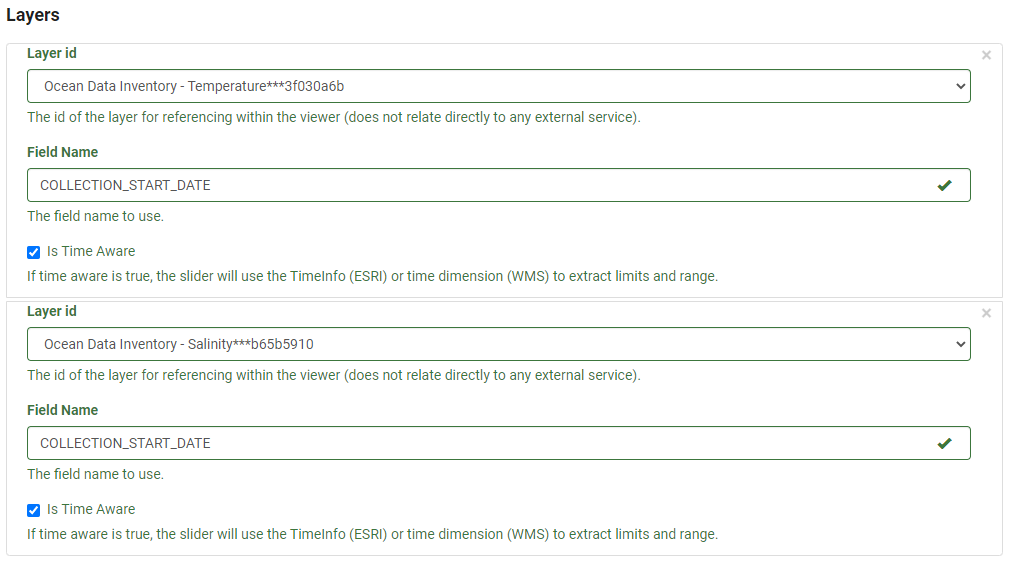 Layers
Layer id
Ocean Data Inventory - Temperature***3f030a6b
The id of the layer for referencing within the viewer (does not relate directly to any external service).
Field Name
COLLECTION_START_DATE
The field name to use.
Is Time Aware
If time aware is true, the slider will use the TimeInfo (ESRI) or time dimension (WMS) to extract limits and range.
Layer id
Ocean Data Inventory - Salinity***b65b5910
The id of the layer for referencing within the viewer (does not relate directly to any external service).
Field Name
COLLECTION_START_DATE
The field name to use.
Is Time Aware
If time aware is true, the slider will use the TimeInfo (ESRI) or time dimension (WMS) to extract limits and range.